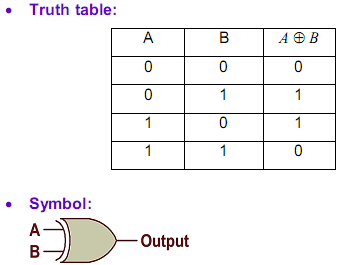 • Truth table:
A B A ⊕ B
0 0 0
0 1 1
1 0 1
1 1 0
• Symbol:
A
Output
B